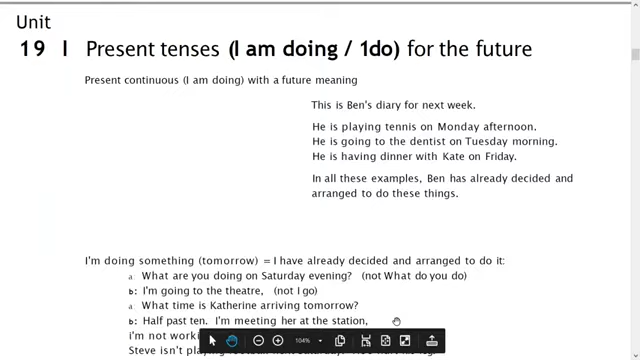 Unit
19 I Present tenses (I am doing / 1do) for the future
Present continuous (I am doing) with a future meaning
This is Ben's diary for next week.
He is playing tennis on Monday afternoon.
He is going to the dentist on Tuesday morning.
He is having dinner with Kate on Friday.
In all these examples, Ben has already decided and
arranged to do these things.
I'm doing something (tomorrow) = I have already decided and arranged to do it:
a: What are you doing on Saturday evening? (not What do you do)
b: I'm going to the theatre, (not I go)
a: What time is Katherine arriving tomorrow?
b: Half past ten. I'm meeting her at the station,
i'm not
104%
Steve isn't